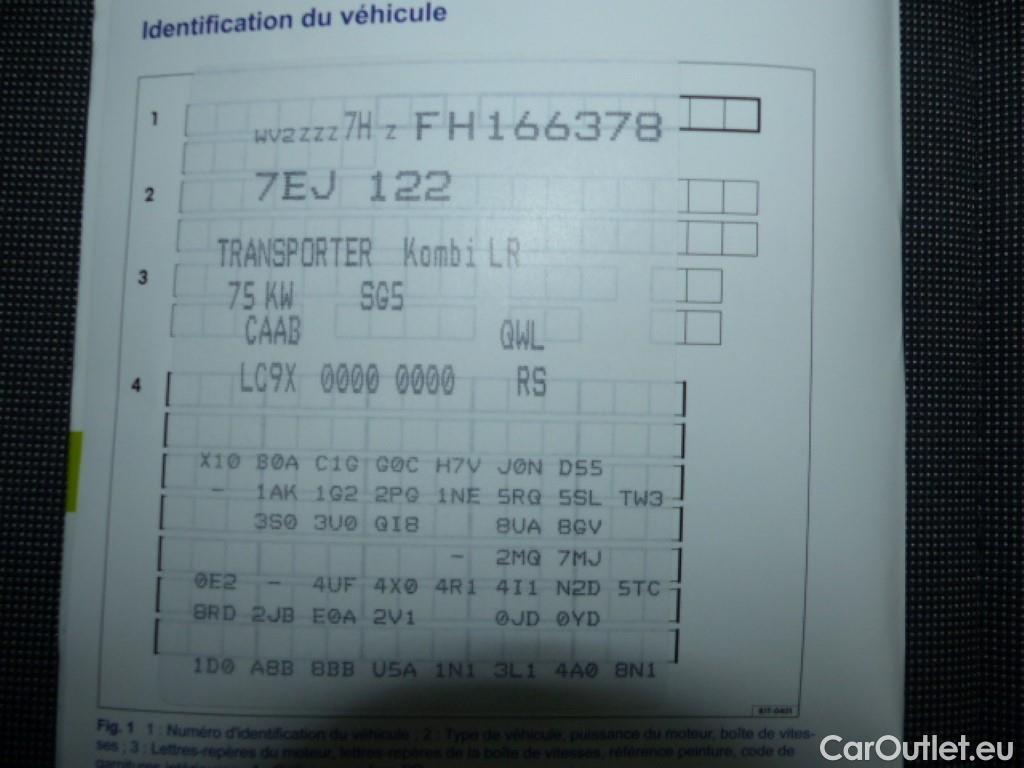 Identification du véhicule
1 WV2ZZZ7HZFH166378
2 7EJ 122
TRANSPORTER Kombi LR
3 75 KW SG5
CAAB QWL
4 LC9X 0000 0000 RS
X10 B0A C1G G0C H7V J0N D55
- 1AK 1G2 2PG 1NE 5RQ 5SL TW3
3S0 3U0 QI8 8UA 8GV
- 2MQ 7MJ
0E2 - 4UF 4X0 4R1 4I1 N2D 5TC
8RD 2JB E0A 2V1 0JD 0YD
1D0 A8B 8BB U5A 1N1 3L1 4A0 8N1
Fig. 1 1 : Numéro d'identification du véhicule ; 2 : Type de véhicule, puissance du moteur, boîte de vites-
ses ; 3 : Lettres-repères du moteur, lettres-repères de la boîte de vitesses, référence peinture, code de
CarOutlet.eu